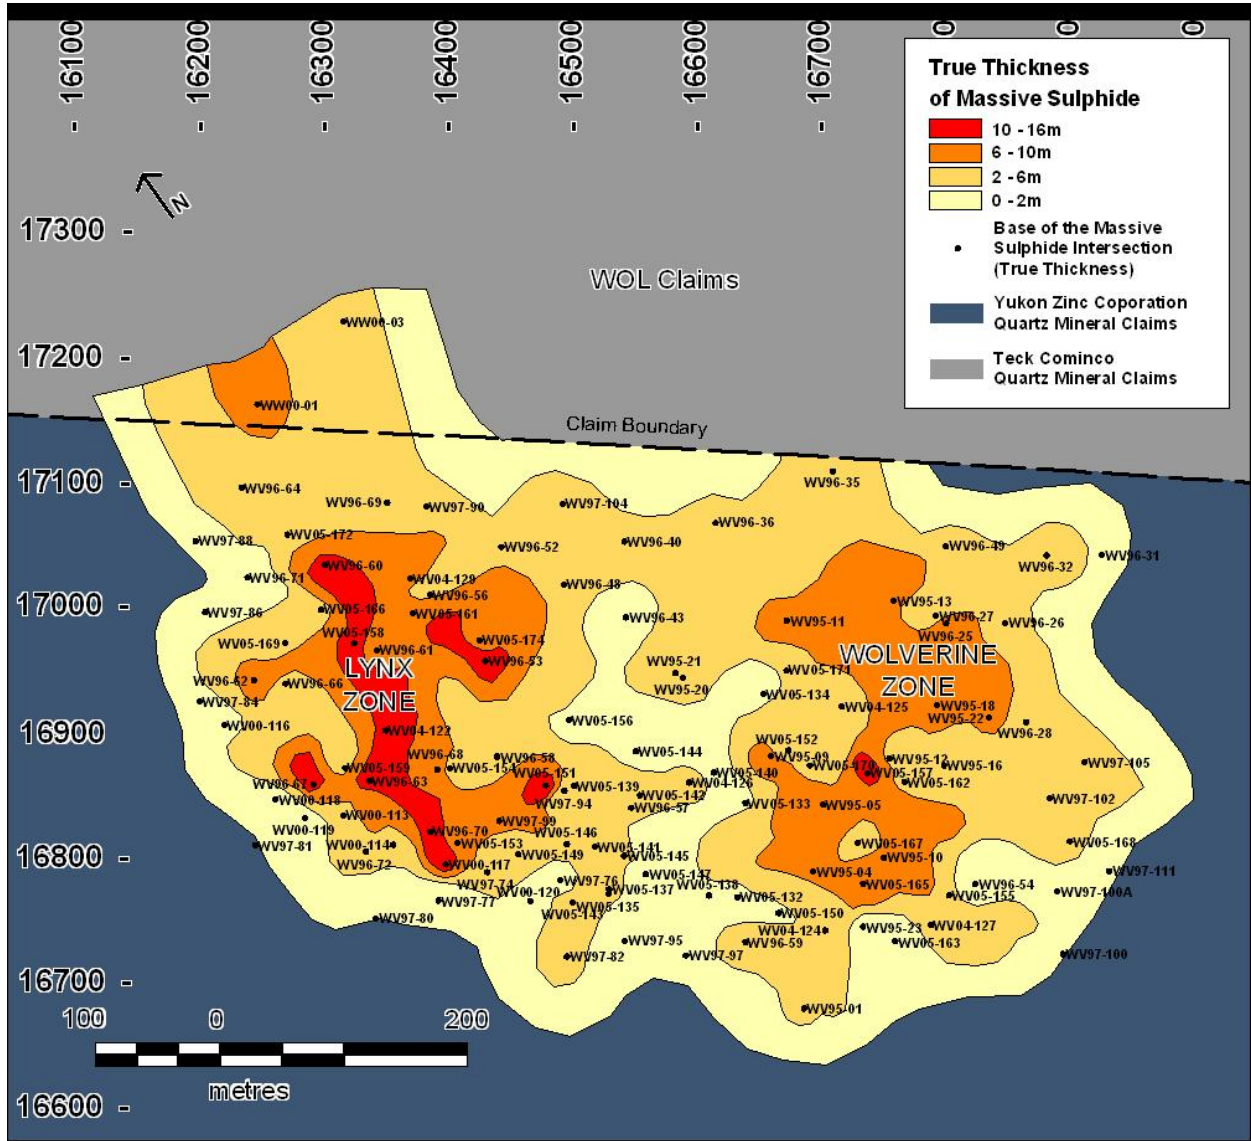 16100
16200
16300
16400
16500
16600
16700
0
0
0
True Thickness
of Massive Sulphide
10 - 16m
6 - 10m
2 - 6m
0 - 2m
Base of the Massive
Sulphide Intersection
(True Thickness)
Yukon Zinc Coporation
Quartz Mineral Claims
Teck Cominco
Quartz Mineral Claims
N
17300
WOL Claims
WW00-03
17200
WW00-01
Claim Boundary
17100
WV96-35
WV96-64
WV96-69
WV97-90
WV97-104
WV96-36
WV97-88
WV05-172
WV96-52
WV96-40
WV96-49
WV96-32
WV96-31
WV96-60
WV96-71
WV04-129
WV96-56
WV96-48
17000
WV95-13
WV97-86
WV05-166
WV05-161
WV96-43
WV95-11
WV96-27
WV96-25
WV96-26
WV05-158
WV05-169
WV96-61
WV05-174
WV96-53
LYNX
ZONE
WOLVERINE
ZONE
WV96-62
WV96-66
WV97-84
WV95-21
WV95-20
WV05-171
WV05-134
WV04-125
WV95-18
WV95-22
WV96-28
16900
WV00-116
WV04-122
WV05-156
WV05-144
WV05-152
WV95-09
WV96-68
WV96-58
WV05-159
WV05-154
WV05-151
WV05-139
WV05-140
WV04-126
WV05-170
WV05-157
WV95-12
WV95-16
WV97-105
WV05-162
WV96-67
WV96-63
WV97-94
WV05-142
WV96-57
WV05-133
WV95-05
WV97-102
WV00-118
WV00-113
WV97-99
WV00-119
WV96-70
WV05-146
WV97-81
WV00-114
WV05-153
WV05-141
WV05-167
WV05-168
16800
WV96-72
WV00-117
WV05-149
WV05-145
WV95-10
WV97-74
WV97-76
WV05-147
WV95-04
WV05-165
WV96-54
WV97-111
WV00-120
WV05-137
WV05-138
WV05-132
WV05-155
WV97-100A
WV97-77
WV05-143
WV05-135
WV97-80
WV05-150
WV04-124
WV95-23
WV04-127
WV97-95
WV96-59
WV05-163
WV97-82
WV97-97
WV97-100
16700
WV95-01
100
0
200
metres
16600